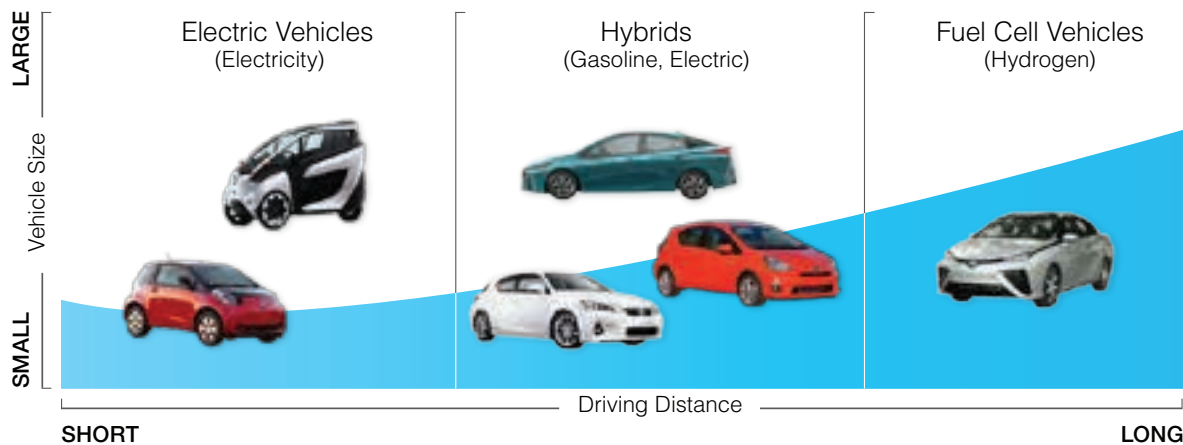 LARGE
Vehicle Size
SMALL
Electric Vehicles
(Electricity)
Hybrids
(Gasoline, Electric)
Fuel Cell Vehicles
(Hydrogen)
Driving Distance
SHORT
LONG